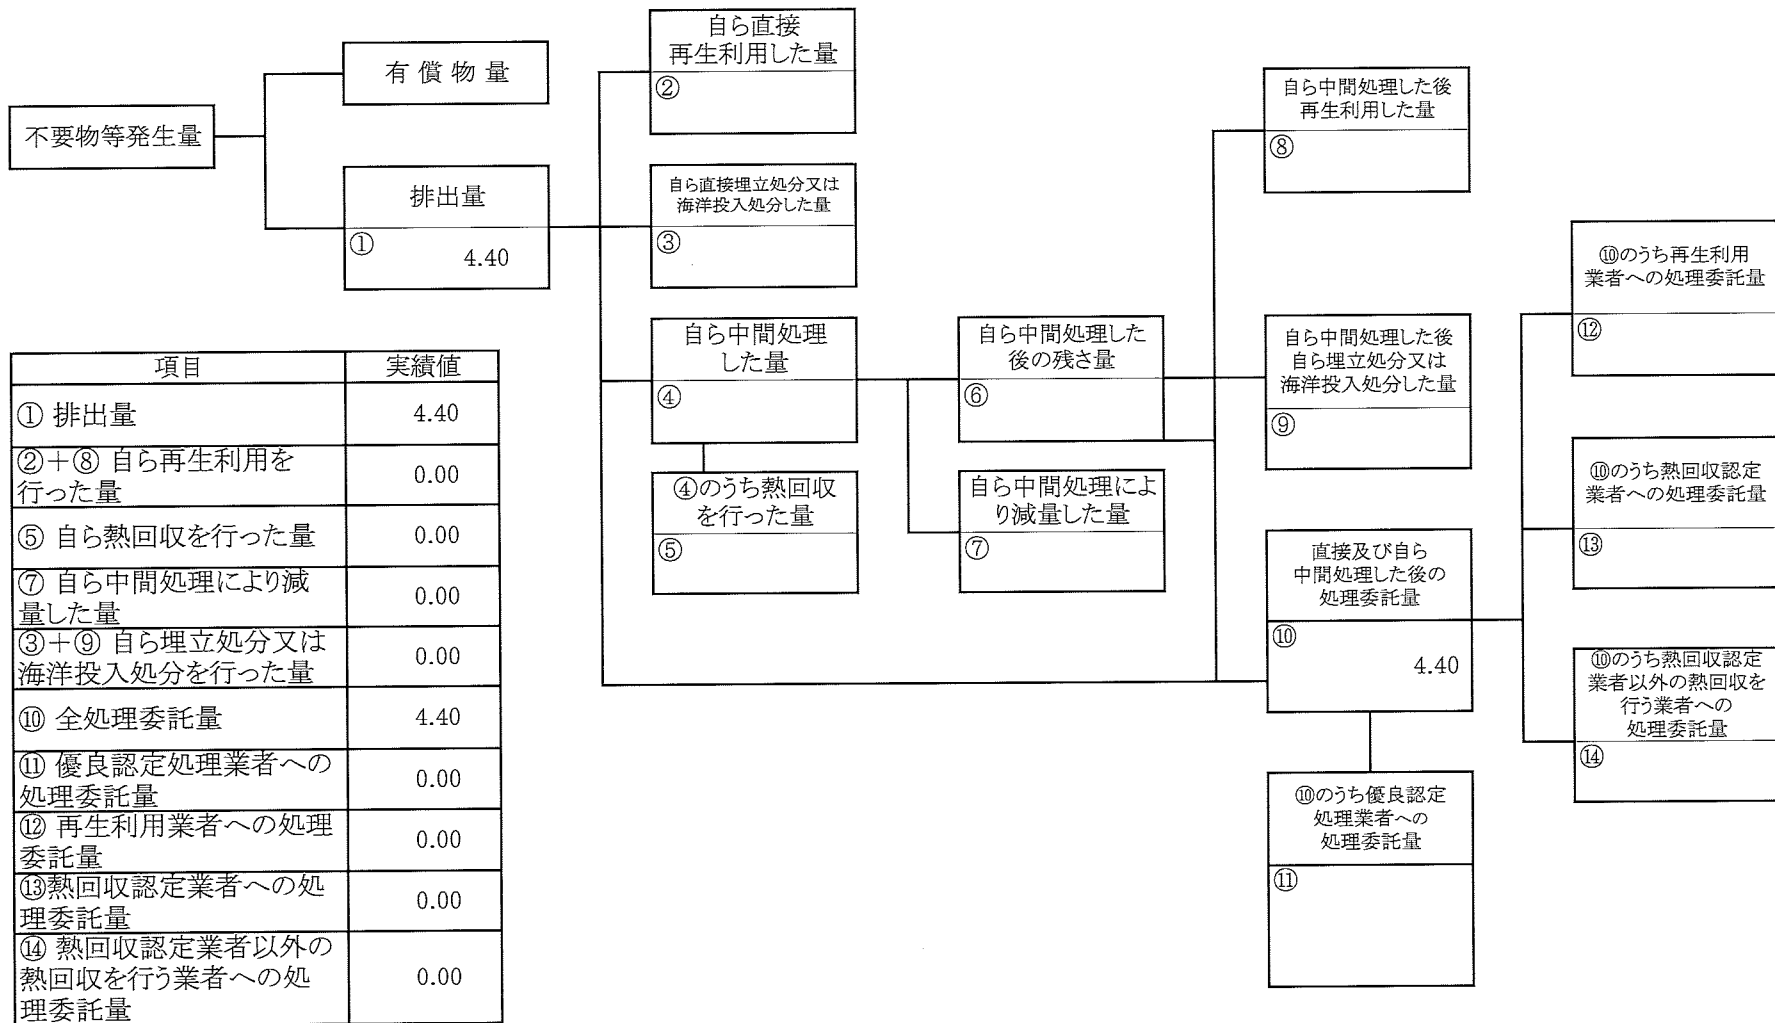 不要物等発生量
有償物量
排出量
①
4.40
自ら直接
再生利用した量
②
自ら直接埋立処分又は
海洋投入処分した量
③
自ら中間処理
した量
④
④のうち熱回収
を行った量
⑤
自ら中間処理した
後の残さ量
⑥
自ら中間処理によ
り減量した量
⑦
自ら中間処理した後
再生利用した量
⑧
自ら中間処理した後
自ら埋立処分又は
海洋投入処分した量
⑨
直接及び自ら
中間処理した後の
処理委託量
⑩
4.40
⑩のうち優良認定
処理業者への
処理委託量
⑪
⑩のうち再生利用
業者への処理委託量
⑫
⑩のうち熱回収認定
業者への処理委託量
⑬
⑩のうち熱回収認定
業者以外の熱回収を
行う業者への
処理委託量
⑭
項目 実績値
① 排出量 4.40
②+⑧ 自ら再生利用を
行った量 0.00
⑤ 自ら熱回収を行った量 0.00
⑦ 自ら中間処理により減
量した量 0.00
③+⑨ 自ら埋立処分又は
海洋投入処分を行った量 0.00
⑩ 全処理委託量 4.40
⑪ 優良認定処理業者への
処理委託量 0.00
⑫ 再生利用業者への処理
委託量 0.00
⑬熱回収認定業者への処
理委託量 0.00
⑭ 熱回収認定業者以外の
熱回収を行う業者への処
理委託量 0.00